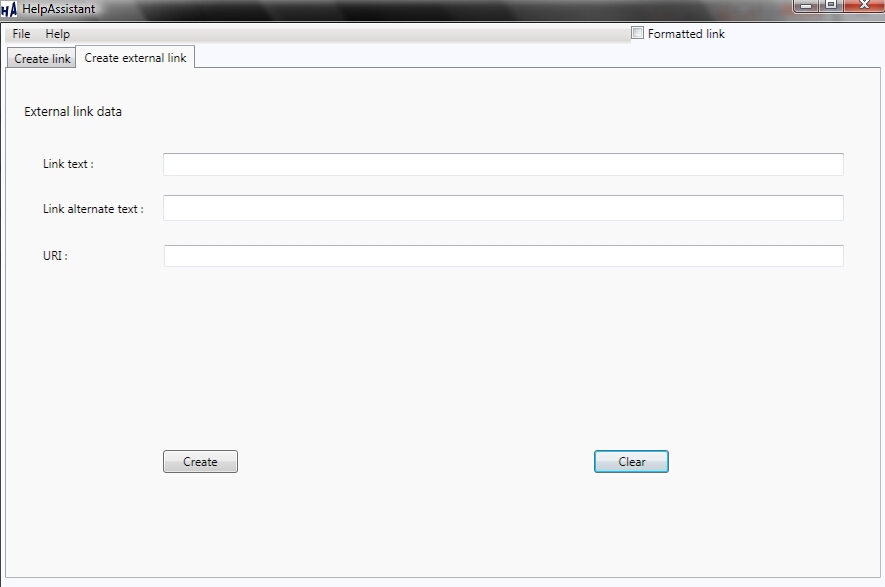 HA HelpAssistant
File Help Formatted link
Create link Create external link
External link data
Link text :
Link alternate text :
URI :
Create Clear